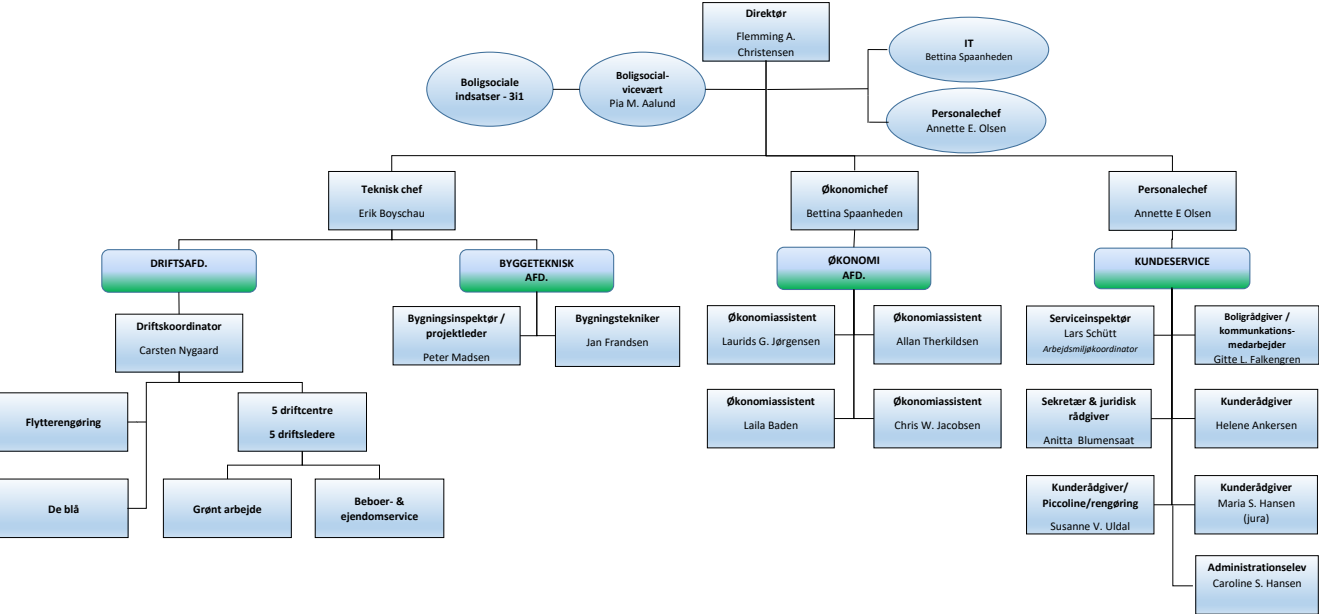 Direktør
Flemming A.
Christensen
IT
Bettina Spaanheden
Boligsociale
indsatser - 3i1
Boligsocial-
vicevært
Pia M. Aalund
Personalechef
Annette E. Olsen
Teknisk chef
Erik Boyschau
Økonomichef
Bettina Spaanheden
Personalechef
Annette E Olsen
DRIFTSAFD.
BYGGETEKNISK
AFD.
ØKONOMI
AFD.
KUNDESERVICE
Driftskoordinator
Carsten Nygaard
Bygningsinspektør /
projektleder
Peter Madsen
Bygningstekniker
Jan Frandsen
Økonomiassistent
Laurids G. Jørgensen
Økonomiassistent
Allan Therkildsen
Serviceinspektør
Lars Schütt
Arbejdsmiljøkoordinator
Boligrådgiver /
kommunkations-
medarbejder
Gitte L. Falkengren
Flytterengøring
5 driftcentre
5 driftsledere
Økonomiassistent
Laila Baden
Økonomiassistent
Chris W. Jacobsen
Sekretær & juridisk
rådgiver
Anitta Blumensaat
Kunderådgiver
Helene Ankersen
De blå
Grønt arbejde
Beboer- &
ejendomservice
Kunderådgiver/
Piccoline/rengøring
Susanne V. Uldal
Kunderådgiver
Maria S. Hansen
(jura)
Administrationselev
Caroline S. Hansen